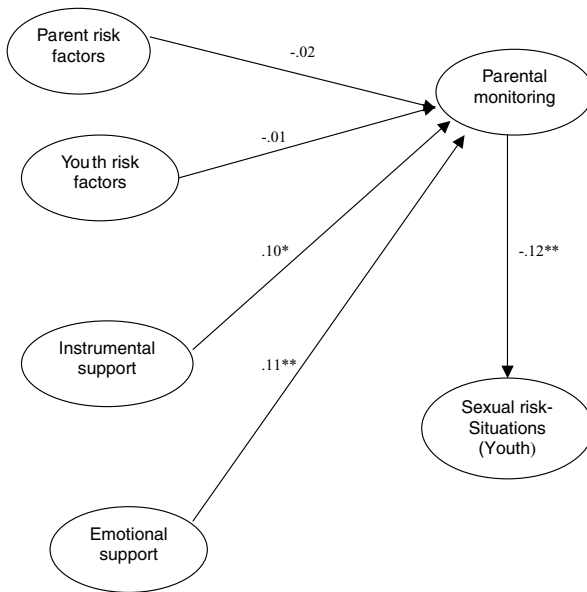 Parent risk
factors
-.02
Parental
monitoring
Youth risk
factors
-.01
.10*
-.12**
Instrumental
support
.11**
Sexual risk-
Situations
(Youth)
Emotional
support